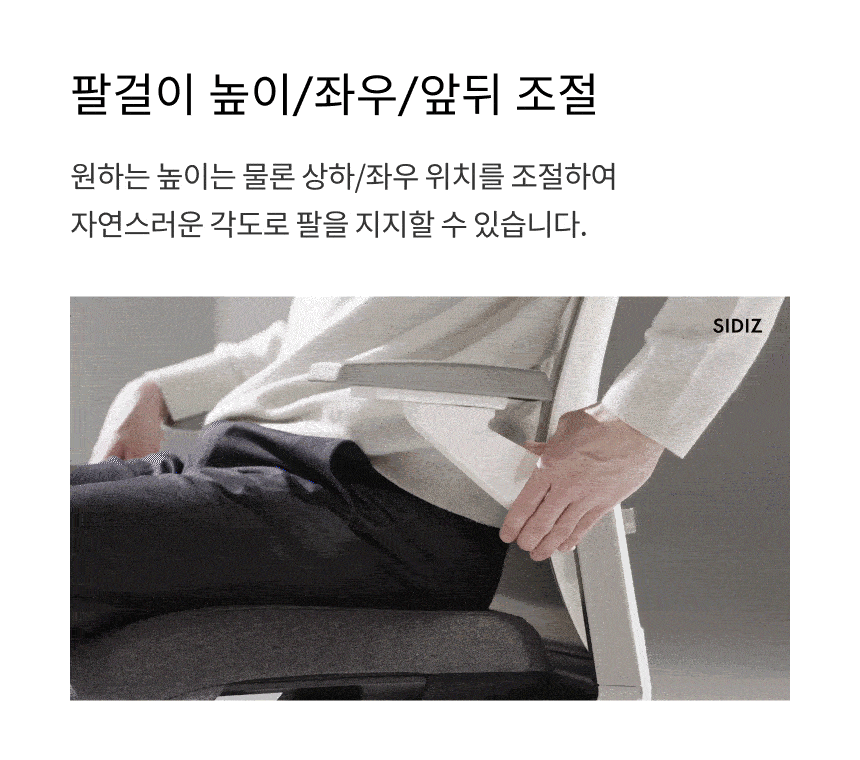 팔걸이 높이/좌우/앞뒤 조절
원하는 높이는 물론 상하/좌우 위치를 조절하여
자연스러운 각도로 팔을 지지할 수 있습니다.
SIDIZ